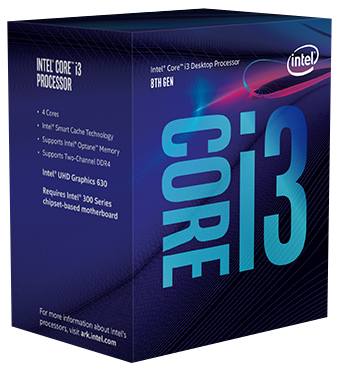 INTEL® CORE™ i3
PROCESSOR
• 4 Cores
• Intel® Smart Cache Technology
• Supports Intel® Optane™ Memory
• Supports Two-Channel DDR4
Intel® UHD Graphics 630
Requires Intel® 300 Series
chipset-based motherboard
For more information about Intel's
processors, visit ark.intel.com
Intel® Core™ i3 Desktop Processor
8TH GEN
intel®
CORE i3